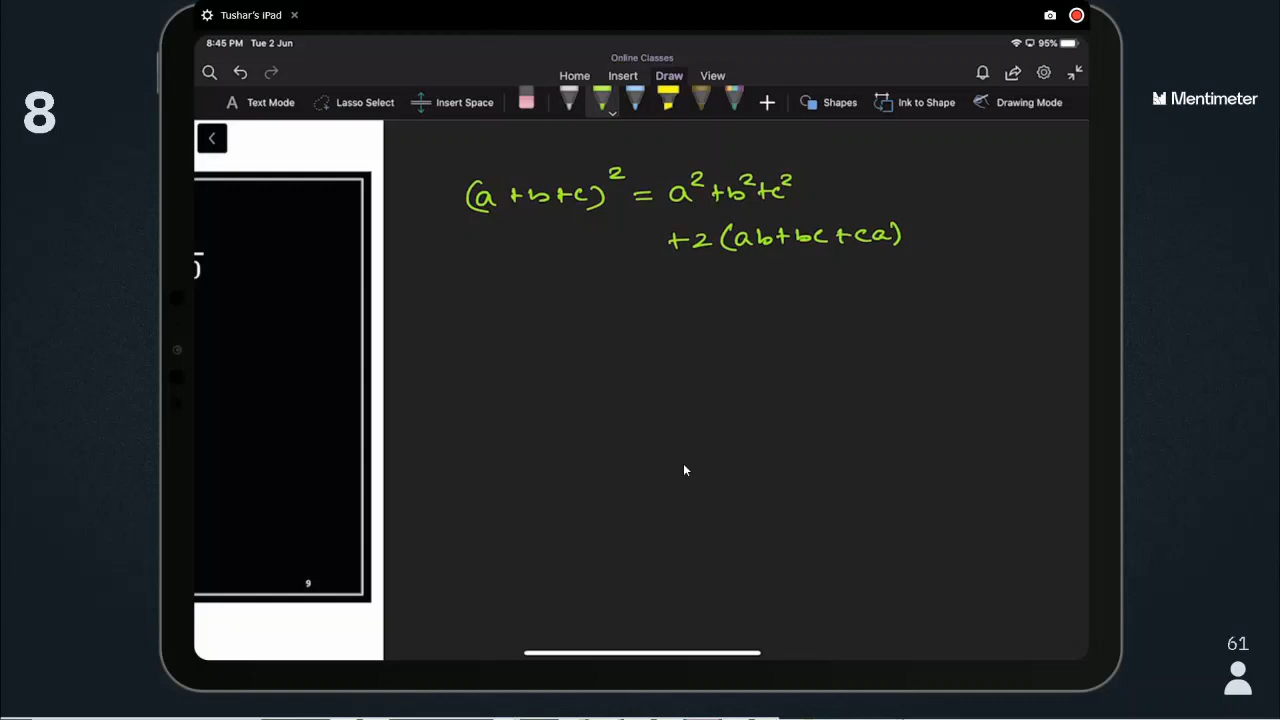 Tushar's iPad
8:45 PM Tue 2 Jun
95%
Online Classes
Home Insert Draw View
Text Mode Lasso Select Insert Space Shapes Ink to Shape Drawing Mode
8
Mentimeter
(a+b+c)² = a²+b²+c²
+2(ab+bc+ca)
9
61